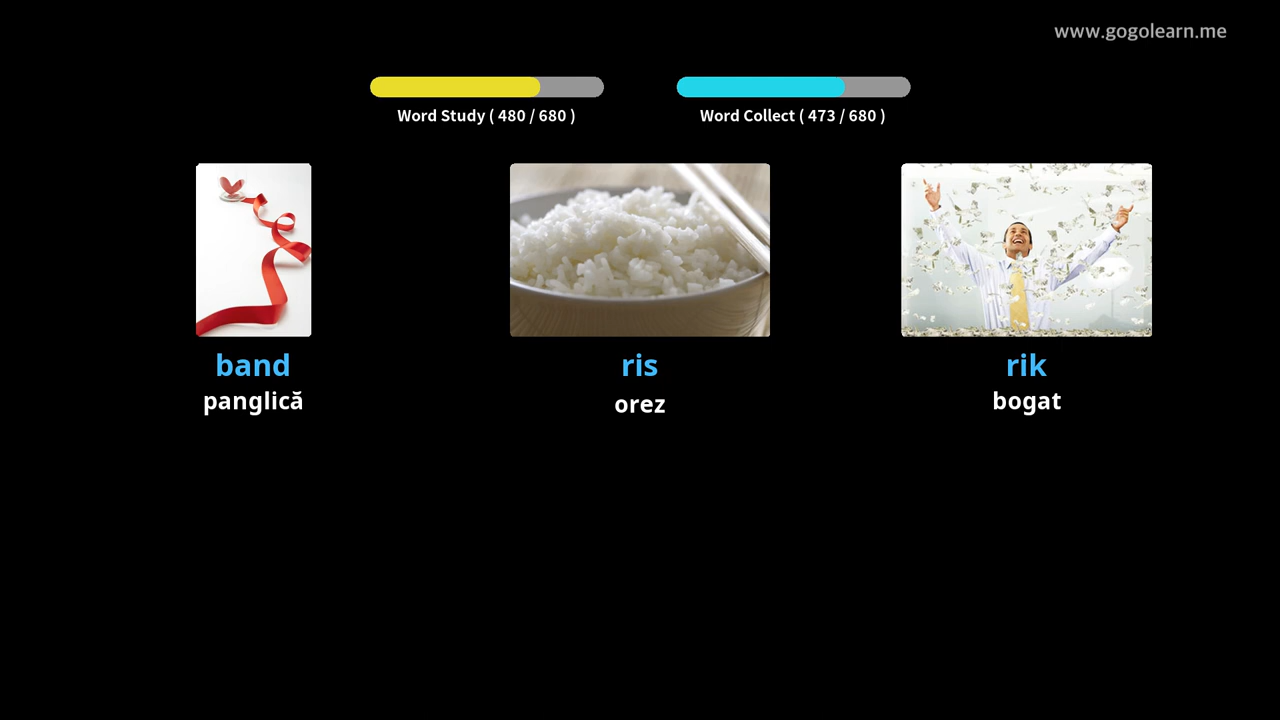 www.gogolearn.me
Word Study ( 480 / 680 )
Word Collect ( 473 / 680 )
band
panglică
ris
orez
rik
bogat